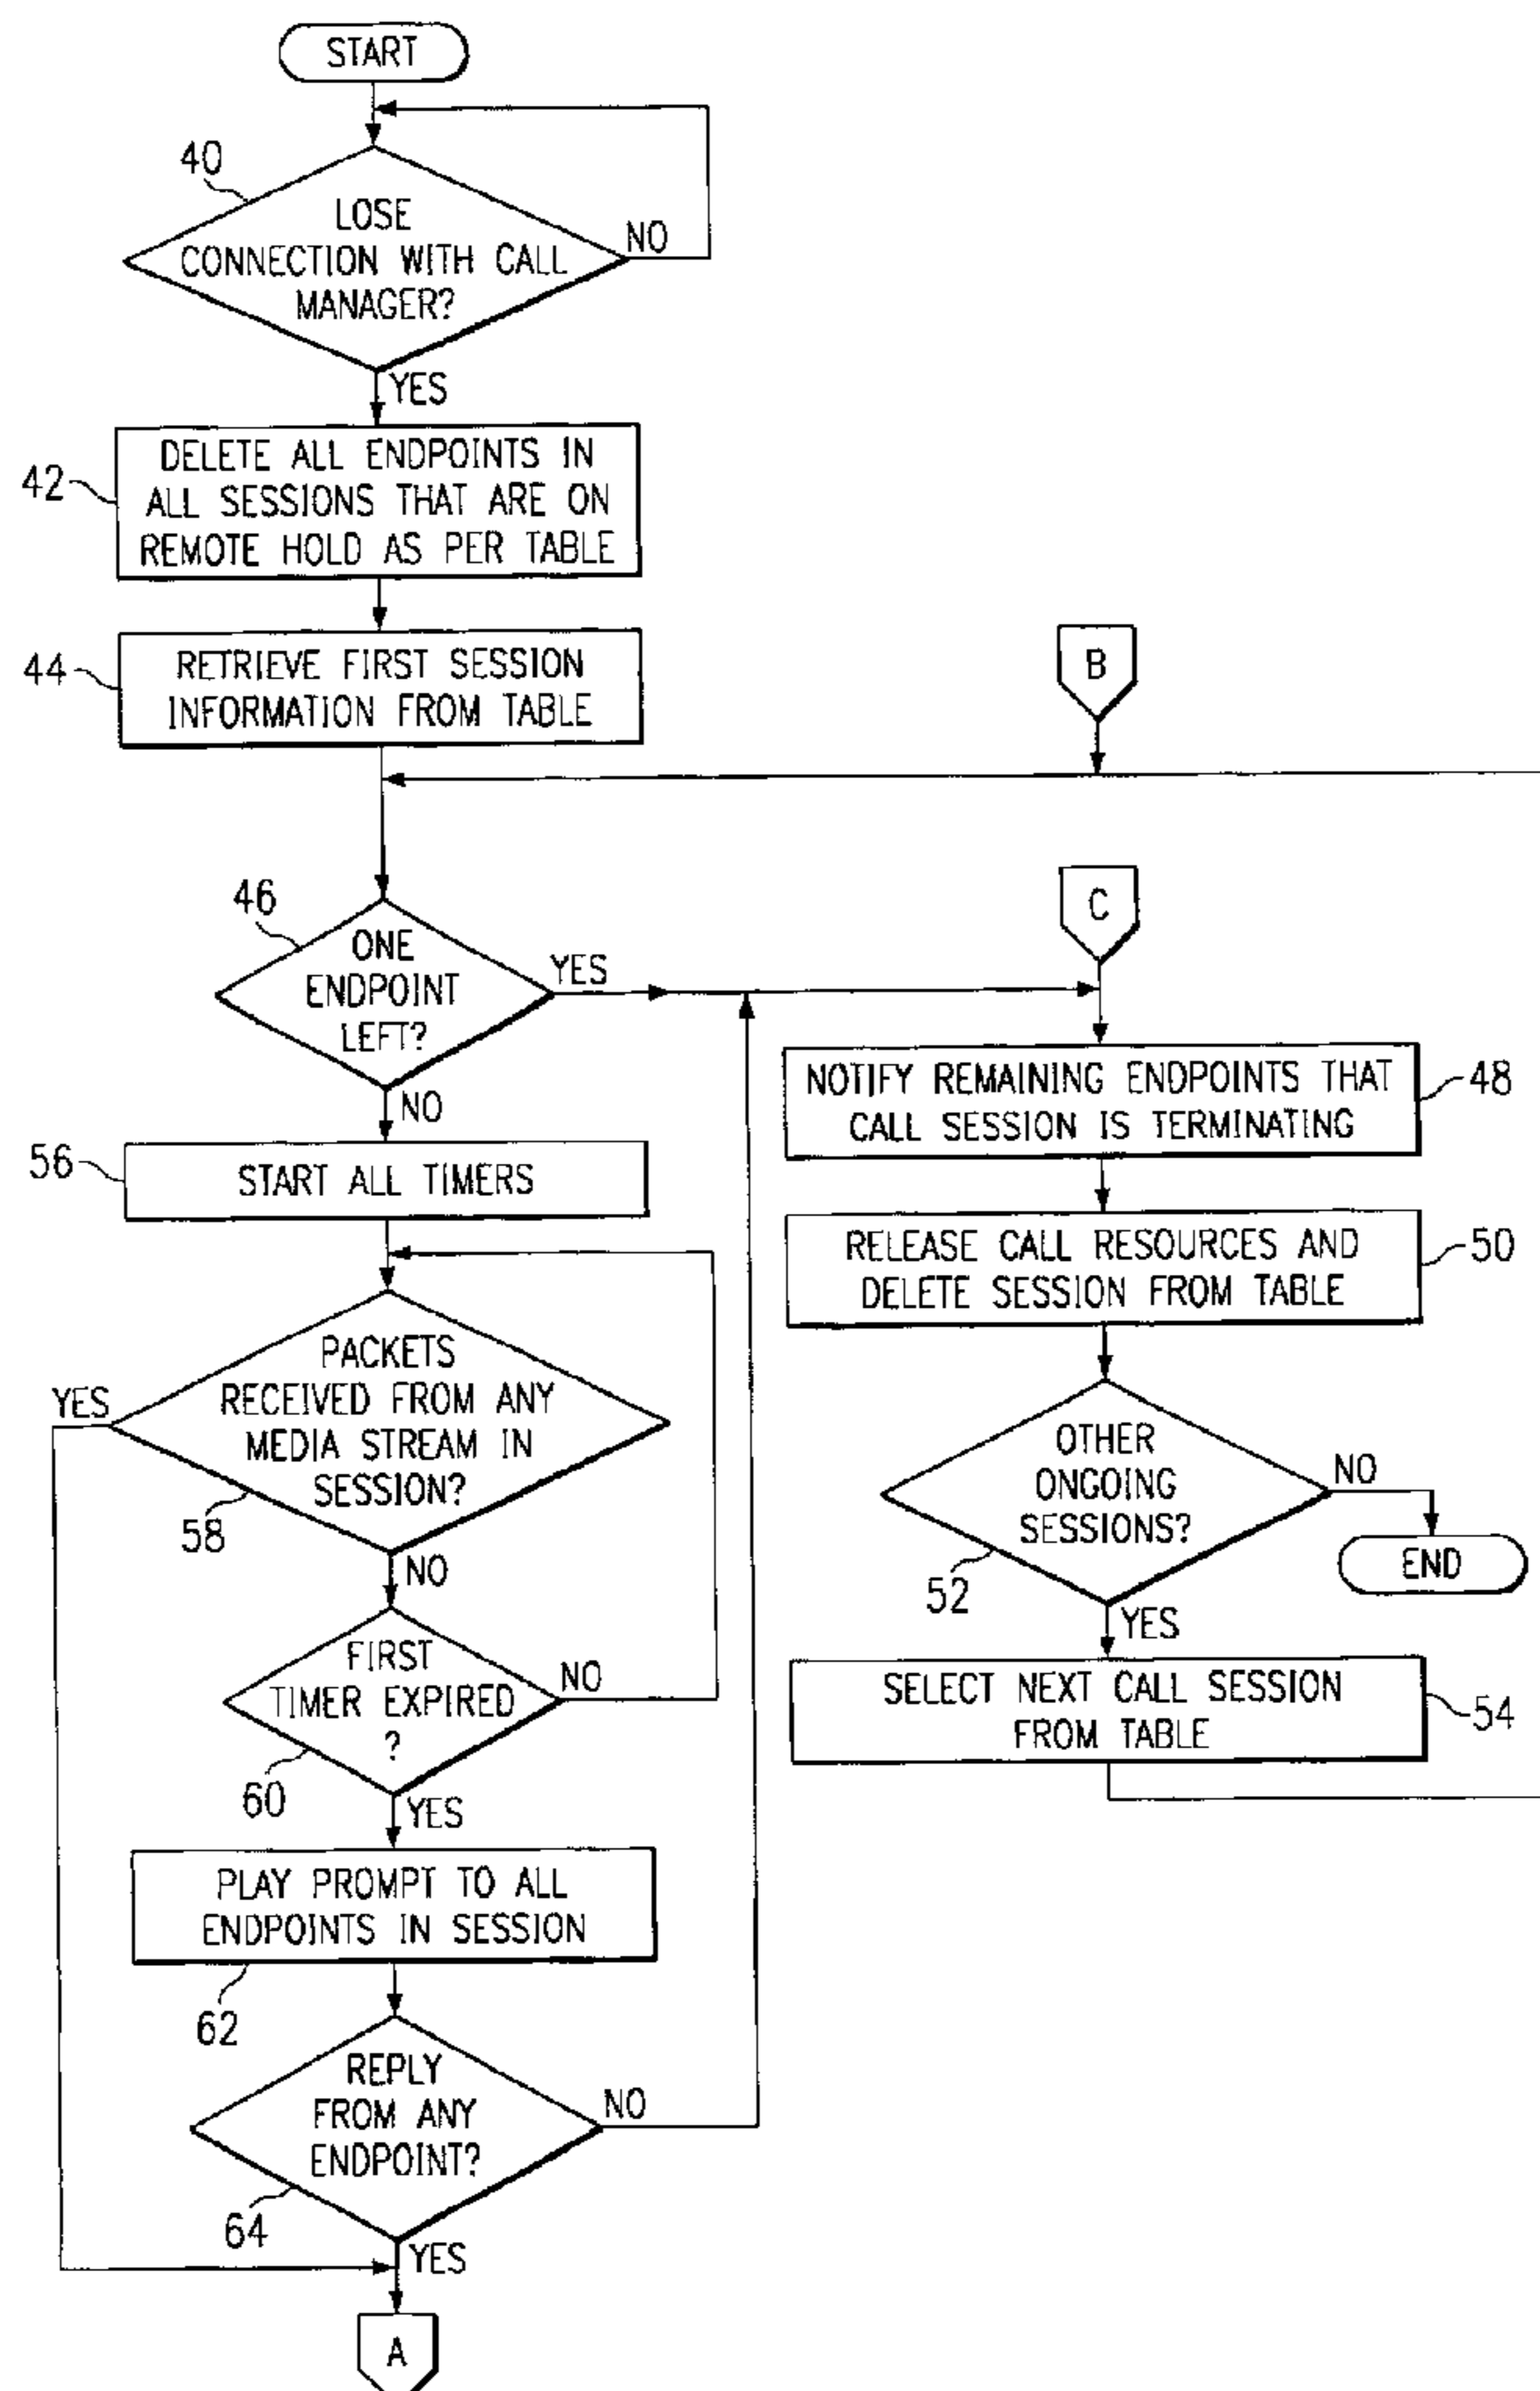 START
40
LOSE
CONNECTION WITH CALL
MANAGER?
NO
YES
42
DELETE ALL ENDPOINTS IN
ALL SESSIONS THAT ARE ON
REMOTE HOLD AS PER TABLE
44
RETRIEVE FIRST SESSION
INFORMATION FROM TABLE
B
46
ONE
ENDPOINT
LEFT?
YES
NO
C
56
START ALL TIMERS
PACKETS
RECEIVED FROM ANY
MEDIA STREAM IN
SESSION?
YES
58
NO
FIRST
TIMER EXPIRED
?
NO
60
YES
PLAY PROMPT TO ALL
ENDPOINTS IN SESSION
62
REPLY
FROM ANY
ENDPOINT?
NO
64
YES
A
NOTIFY REMAINING ENDPOINTS THAT
CALL SESSION IS TERMINATING
48
RELEASE CALL RESOURCES AND
DELETE SESSION FROM TABLE
50
OTHER
ONGOING
SESSIONS?
NO
END
52
YES
SELECT NEXT CALL SESSION
FROM TABLE
54